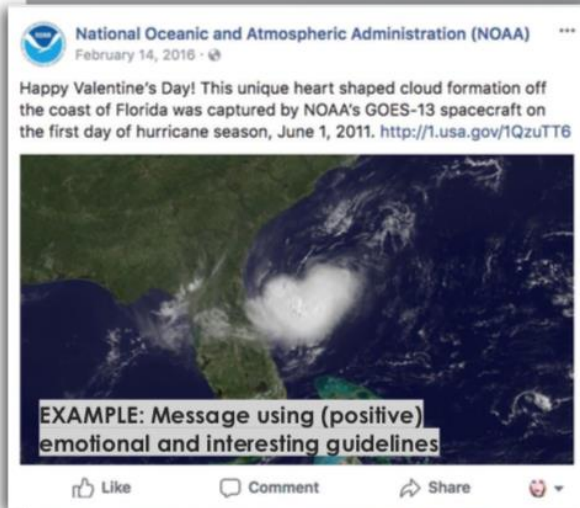 National Oceanic and Atmospheric Administration (NOAA)
February 14, 2016 ·
Happy Valentine's Day! This unique heart shaped cloud formation off
the coast of Florida was captured by NOAA's GOES-13 spacecraft on
the first day of hurricane season, June 1, 2011. http://1.usa.gov/1QzuTT6
EXAMPLE: Message using (positive)
emotional and interesting guidelines
Like Comment Share